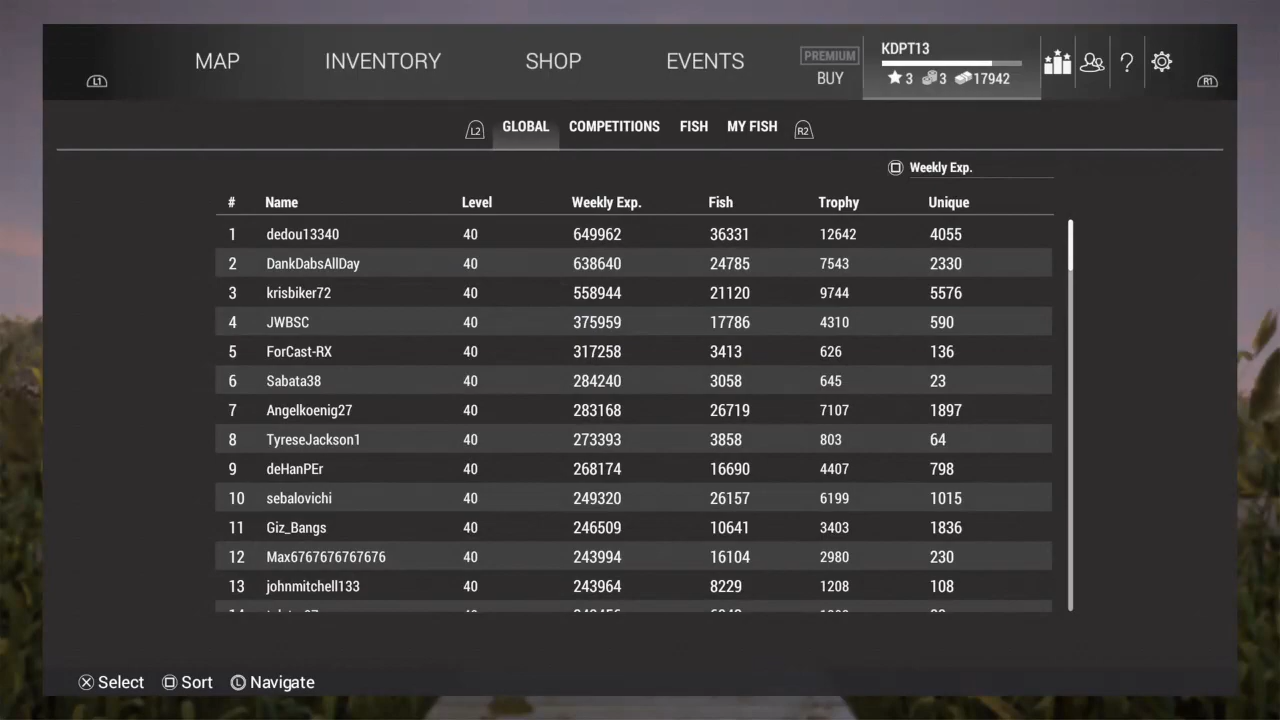 MAP INVENTORY SHOP EVENTS PREMIUM BUY KDPT13 ?
L1 3 3 17942 R1
L2 GLOBAL COMPETITIONS FISH MY FISH R2
Weekly Exp.
# Name Level Weekly Exp. Fish Trophy Unique
1 dedou13340 40 649962 36331 12642 4055
2 DankDabsAllDay 40 638640 24785 7543 2330
3 krisbiker72 40 558944 21120 9744 5576
4 JWBSC 40 375959 17786 4310 590
5 ForCast-RX 40 317258 3413 626 136
6 Sabata38 40 284240 3058 645 23
7 Angelkoenig27 40 283168 26719 7107 1897
8 TyreseJackson1 40 273393 3858 803 64
9 deHanPEr 40 268174 16690 4407 798
10 sebalovichi 40 249320 26157 6199 1015
11 Giz_Bangs 40 246509 10641 3403 1836
12 Max6767676767676 40 243994 16104 2980 230
13 johnmitchell133 40 243964 8229 1208 108
Select Sort L Navigate